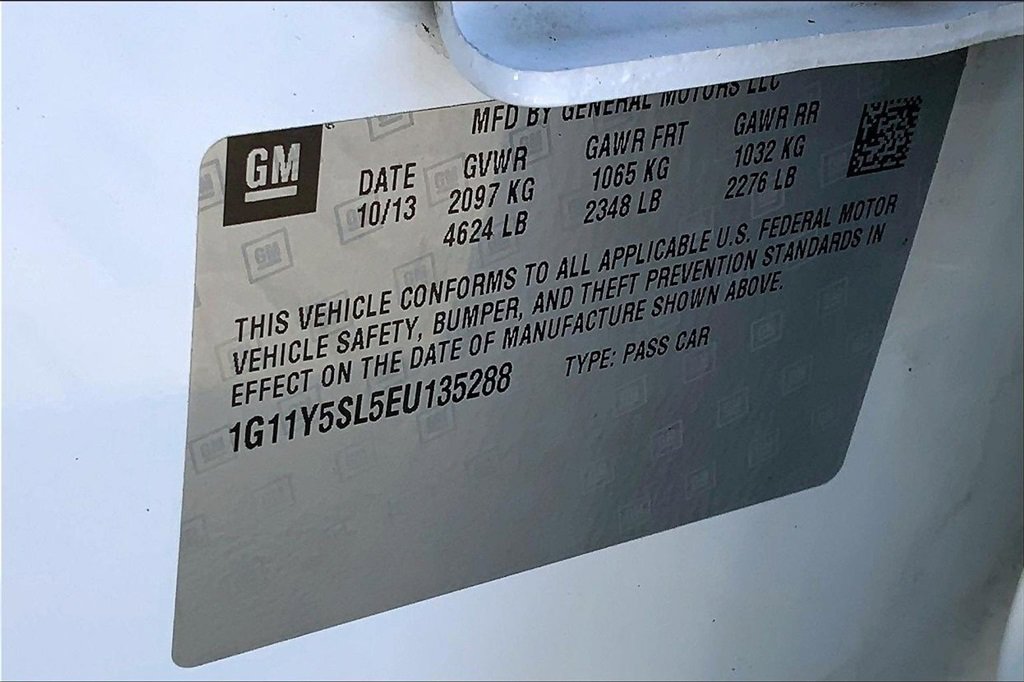 MFD BY GENERAL MOTORS LLC
GM DATE GVWR GAWR FRT GAWR RR
10/13 2097 KG 1065 KG 1032 KG
4624 LB 2348 LB 2276 LB
THIS VEHICLE CONFORMS TO ALL APPLICABLE U.S. FEDERAL MOTOR
VEHICLE SAFETY, BUMPER, AND THEFT PREVENTION STANDARDS IN
EFFECT ON THE DATE OF MANUFACTURE SHOWN ABOVE.
1G11Y5SL5EU135288 TYPE: PASS CAR